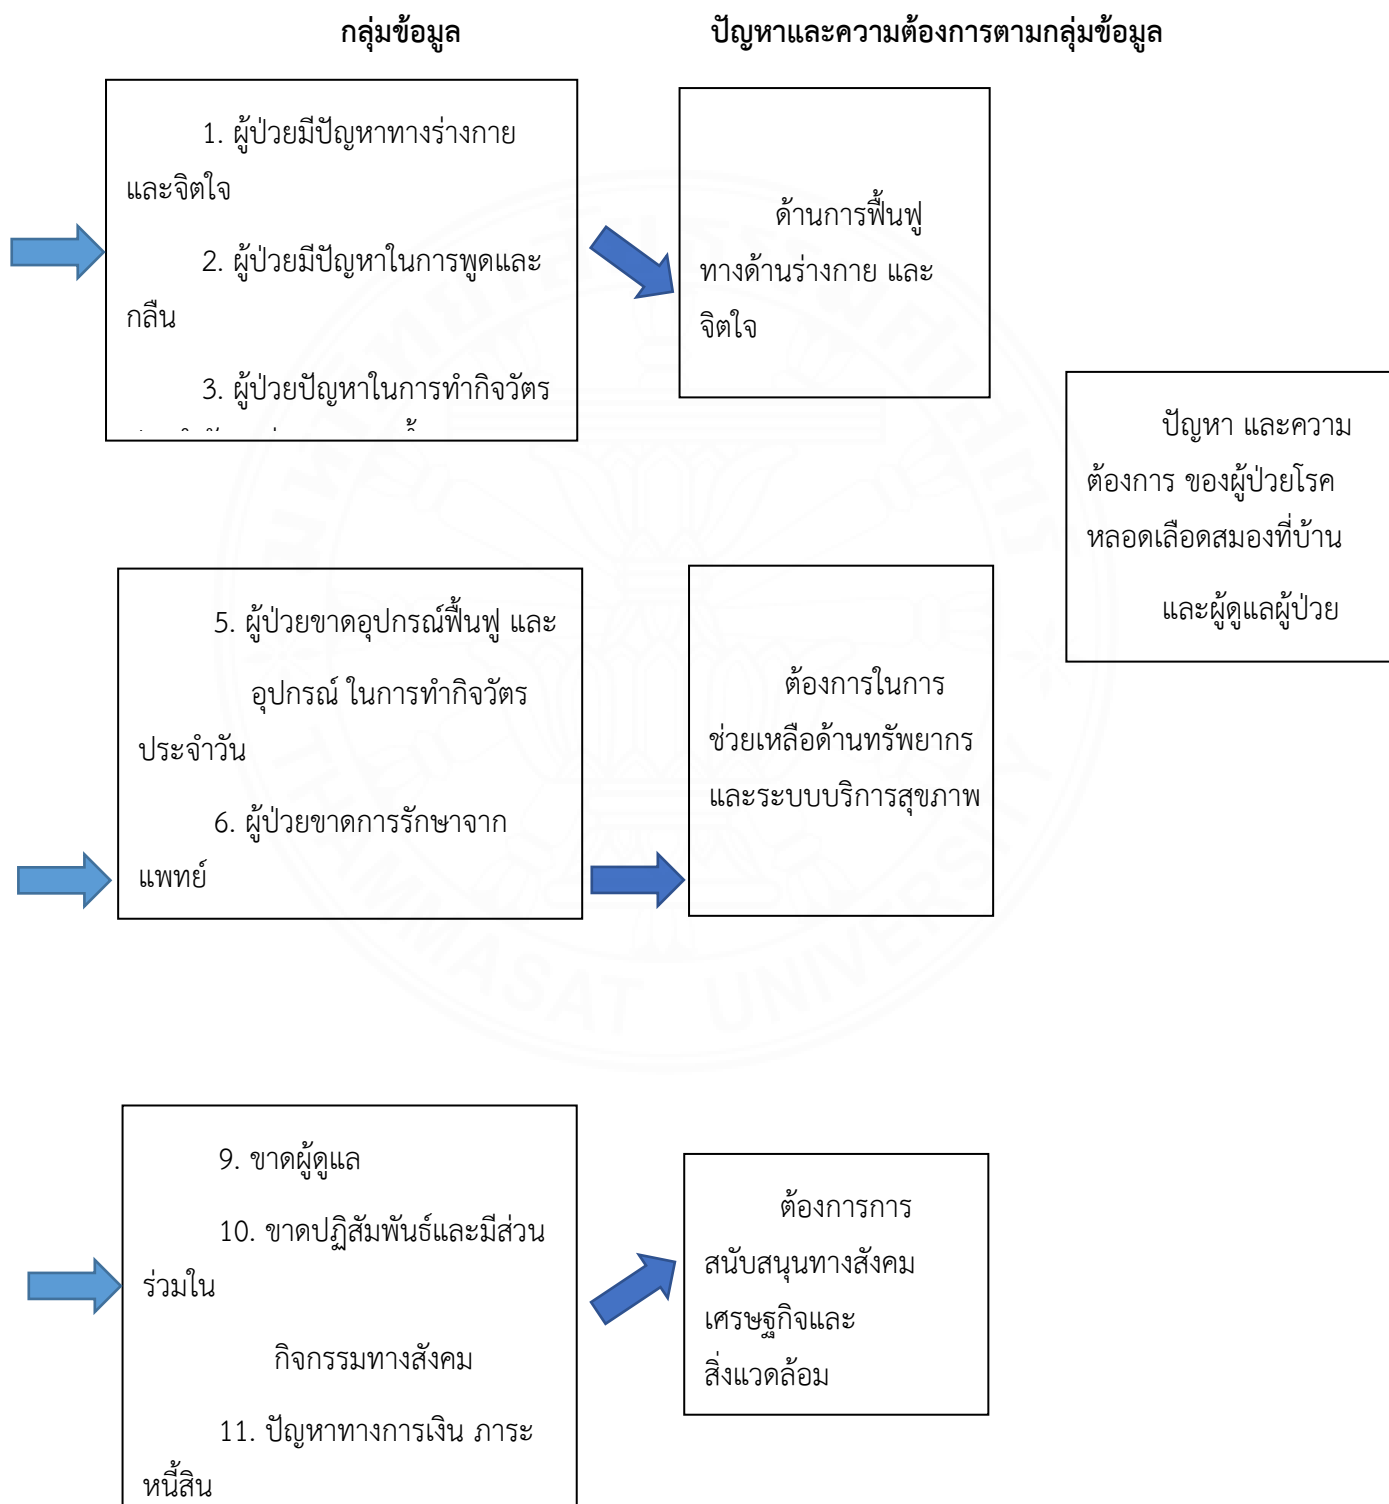 กลุ่มข้อมูล
ปัญหาและความต้องการตามกลุ่มข้อมูล
1. ผู้ป่วยมีปัญหาทางร่างกาย
และจิตใจ
2. ผู้ป่วยมีปัญหาในการพูดและ
กลืน
3. ผู้ป่วยปัญหาในการทำกิจวัตร
ด้านการฟื้นฟู
ทางด้านร่างกาย และ
จิตใจ
ปัญหา และความ
ต้องการ ของผู้ป่วยโรค
หลอดเลือดสมองที่บ้าน
และผู้ดูแลผู้ป่วย
5. ผู้ป่วยขาดอุปกรณ์ฟื้นฟู และ
อุปกรณ์ ในการทำกิจวัตร
ประจำวัน
6. ผู้ป่วยขาดการรักษาจาก
แพทย์
ต้องการในการ
ช่วยเหลือด้านทรัพยากร
และระบบบริการสุขภาพ
9. ขาดผู้ดูแล
10. ขาดปฏิสัมพันธ์และมีส่วน
ร่วมใน
กิจกรรมทางสังคม
11. ปัญหาทางการเงิน ภาระ
หนี้สิน
ต้องการการ
สนับสนุนทางสังคม
เศรษฐกิจและ
สิ่งแวดล้อม
มหาวิทยาลัยธรรมศาสตร์
THAMMASAT UNIVERSITY